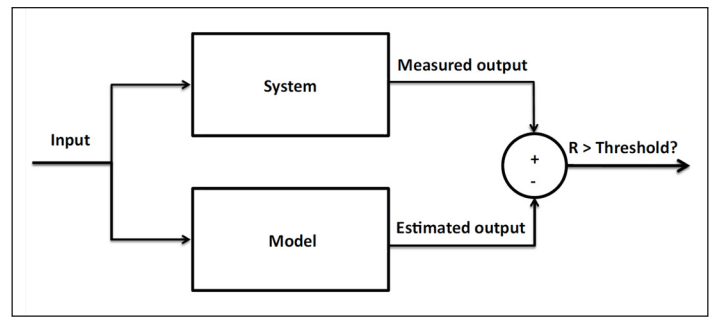 System
Measured output
Input
+
-
R > Threshold?
Model
Estimated output